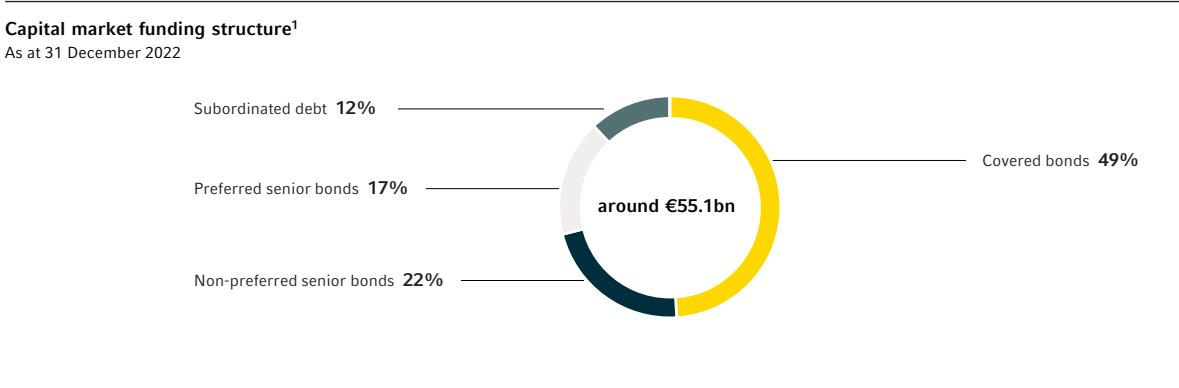 Capital market funding structure¹
As at 31 December 2022
Subordinated debt 12%
Covered bonds 49%
Preferred senior bonds 17%
around €55.1bn
Non-preferred senior bonds 22%